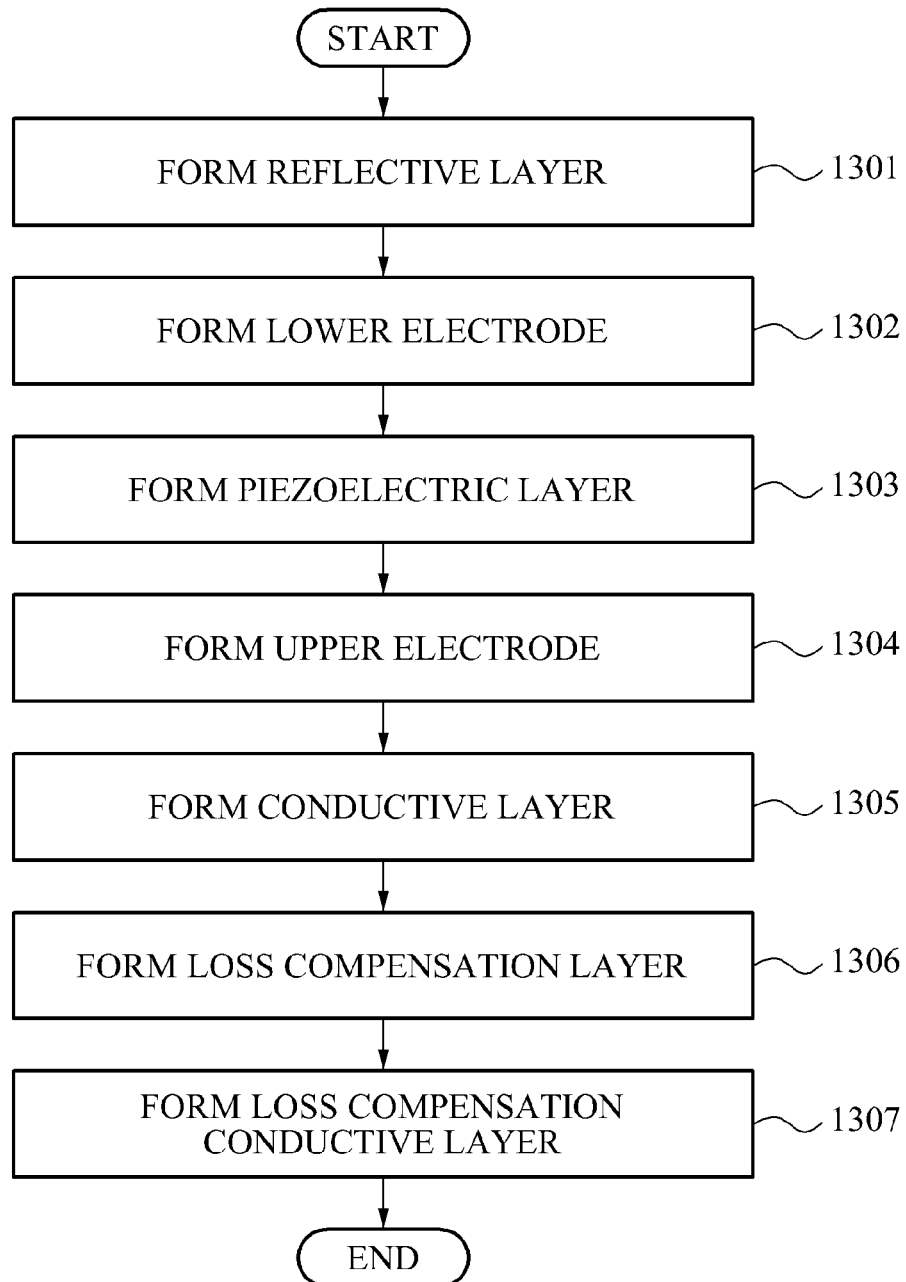 START
FORM REFLECTIVE LAYER
1301
FORM LOWER ELECTRODE
1302
FORM PIEZOELECTRIC LAYER
1303
FORM UPPER ELECTRODE
1304
FORM CONDUCTIVE LAYER
1305
FORM LOSS COMPENSATION LAYER
1306
FORM LOSS COMPENSATION
CONDUCTIVE LAYER
1307
END